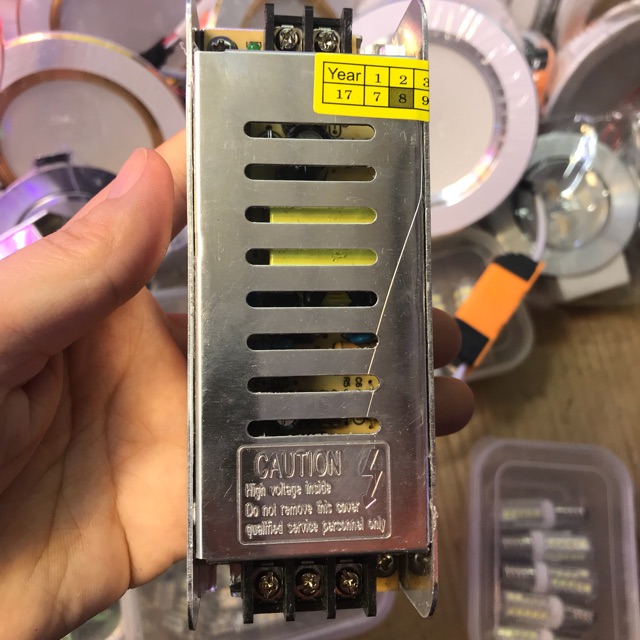 Year 1 2 3
17 7 8 9
CAUTION
High voltage inside
Do not remove this cover
qualified service personnel only